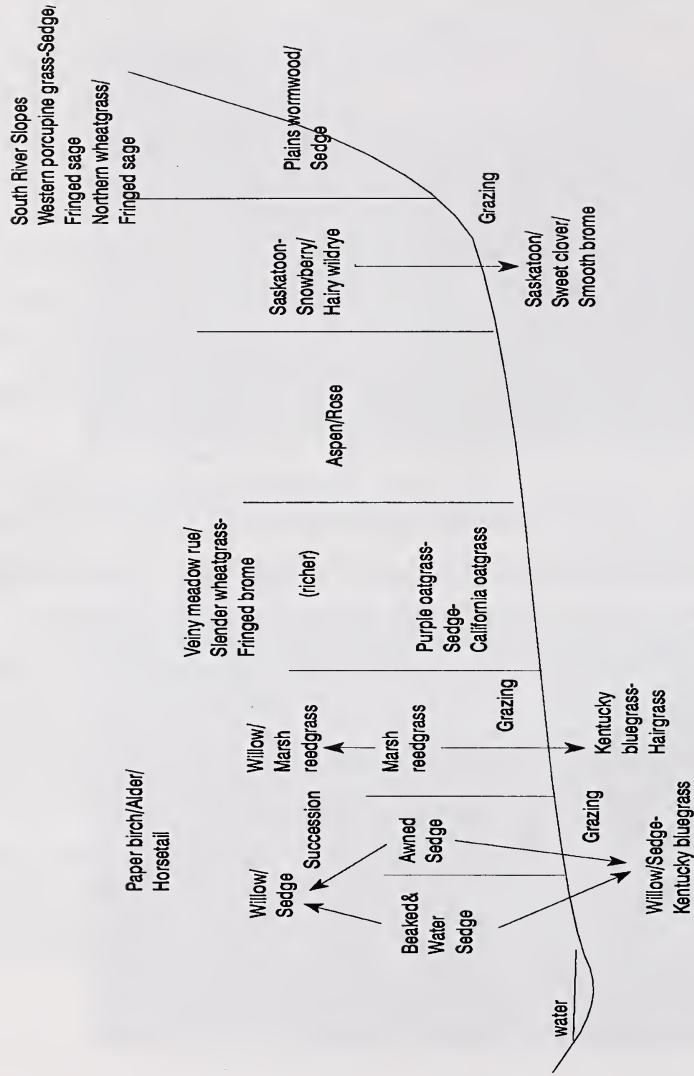 South River Slopes
Western porcupine grass-Sedge/
Fringed sage
Northern wheatgrass/
Fringed sage
Plains wormwood/
Sedge
Saskatoon-
Snowberry/
Hairy wildrye
Grazing
Saskatoon/
Sweet clover/
Smooth brome
Aspen/Rose
Veiny meadow rue/
Slender wheatgrass-
Fringed brome
(richer)
Purple oatgrass-
Sedge-
California oatgrass
Paper birch/Alder/
Horsetail
Willow/
Marsh
reedgrass
Marsh
reedgrass
Grazing
Kentucky
bluegrass-
Hairgrass
Willow/
Sedge
Succession
Awned
Sedge
Beaked&
Water
Sedge
Grazing
Willow/Sedge-
Kentucky bluegrass
water